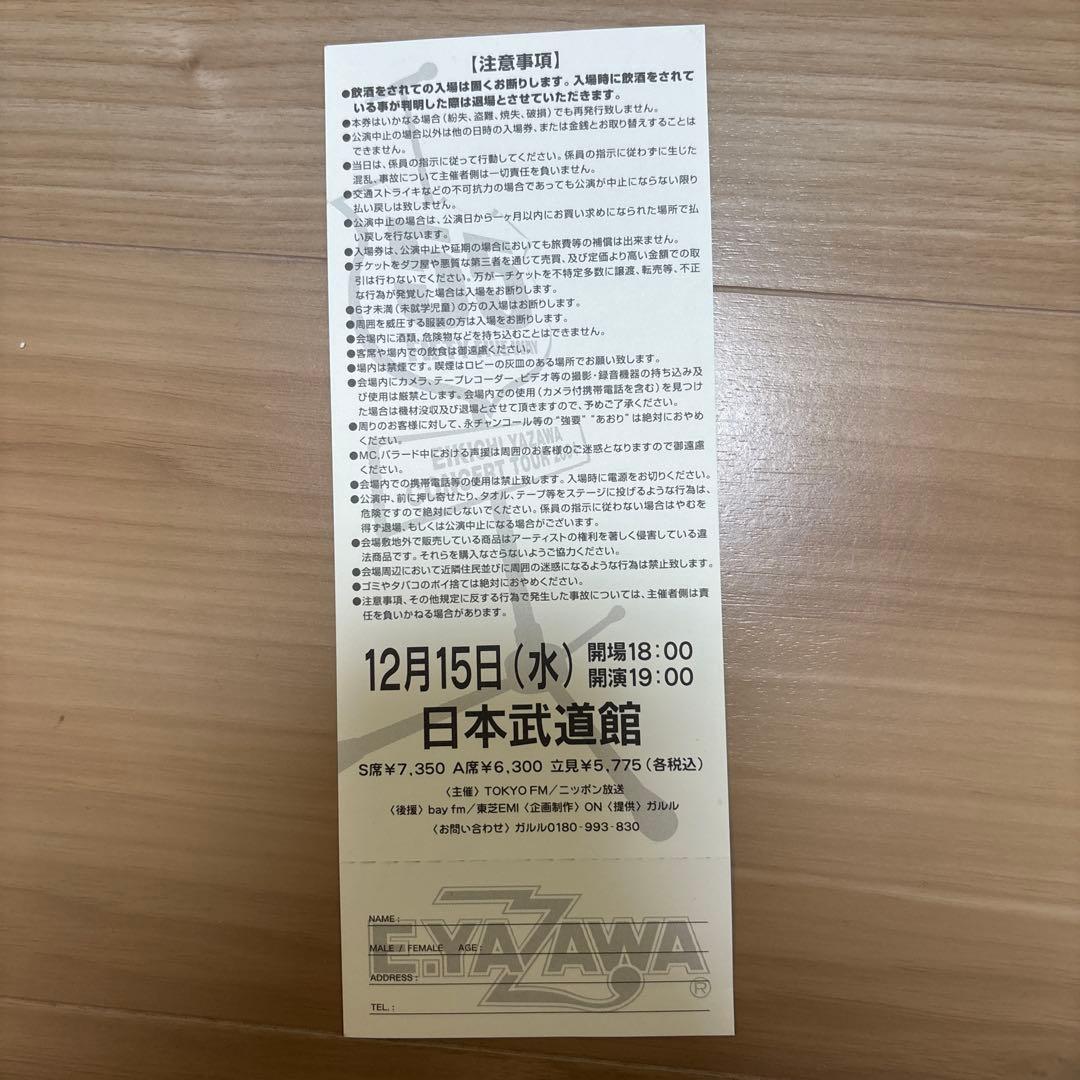 【注意事項】
●飲酒をされての入場は固くお断りします。入場時に飲酒をされて
いる事が判明した際は退場とさせていただきます。
●本券はいかなる場合(紛失、盗難、焼失、破損)でも再発行致しません。
●公演中止の場合以外は他の日時の入場券、または金銭とお取り替えすることは
できません。
●当日は、係員の指示に従って行動してください。係員の指示に従わずに生じた
混乱、事故について主催者側は一切責任を負いません。
●交通ストライキなどの不可抗力の場合であっても公演が中止にならない限り
払い戻しは致しません。
●公演中止の場合は、公演日から一ヶ月以内にお買い求めになられた場所で払
い戻しを行ないます。
●入場券は、公演中止や延期の場合においても旅費等の補償は出来ません。
●チケットをダフ屋や悪質な第三者を通じて売買、及び定価より高い金額での取
引は行わないでください。万が一チケットを不特定多数に譲渡、転売等、不正
な行為が発覚した場合は入場をお断りします。
●6才未満(未就学児童)の方の入場はお断りします。
●周囲を威圧する服装の方は入場をお断りします。
●会場内に酒類、危険物などを持ち込むことはできません。
●客席や場内での飲食は御遠慮ください。
●場内は禁煙です。喫煙はロビーの灰皿のある場所でお願い致します。
●会場内にカメラ、テープレコーダー、ビデオ等の撮影・録音機器の持ち込み及
び使用は厳禁とします。会場内での使用(カメラ付携帯電話を含む)を見つけ
た場合は機材没収及び退場とさせて頂きますので、予めご了承ください。
●周りのお客様に対して、永チャンコール等の"強要" "あおり"は絶対におやめ
ください。
●MC,バラード中における声援は周囲のお客様のご迷惑となりますので御遠慮
ください。
EIKICHI YAZAWA
CONCERT TOUR
●会場内での携帯電話等の使用は禁止致します。入場時に電源をお切りください。
●公演中、前に押し寄せたり、タオル、テープ等をステージに投げるような行為は、
危険ですので絶対にしないでください。係員の指示に従わない場合はやむを
得ず退場、もしくは公演中止になる場合がございます。
●会場敷地外で販売している商品はアーティストの権利を著しく侵害している違
法商品です。それらを購入なさらないようご協力ください。
●会場周辺において近隣住民並びに周囲の迷惑になるような行為は禁止致します。
●ゴミやタバコのポイ捨ては絶対におやめください。
●注意事項、その他規定に反する行為で発生した事故については、主催者側は責
任を負いかねる場合があります。
12月15日(水) 開場18:00
開演19:00
日本武道館
S席¥7,350 A席¥6,300 立見¥5,775(各税込)
〈主催〉TOKYO FM/ニッポン放送
〈後援〉bay fm/東芝EMI〈企画制作〉ON〈提供〉ガルル
〈お問い合わせ〉ガルル0180-993-830
NAME:
MALE / FEMALE AGE:
E.YAZAWA
ADDRESS:
®
TEL.: